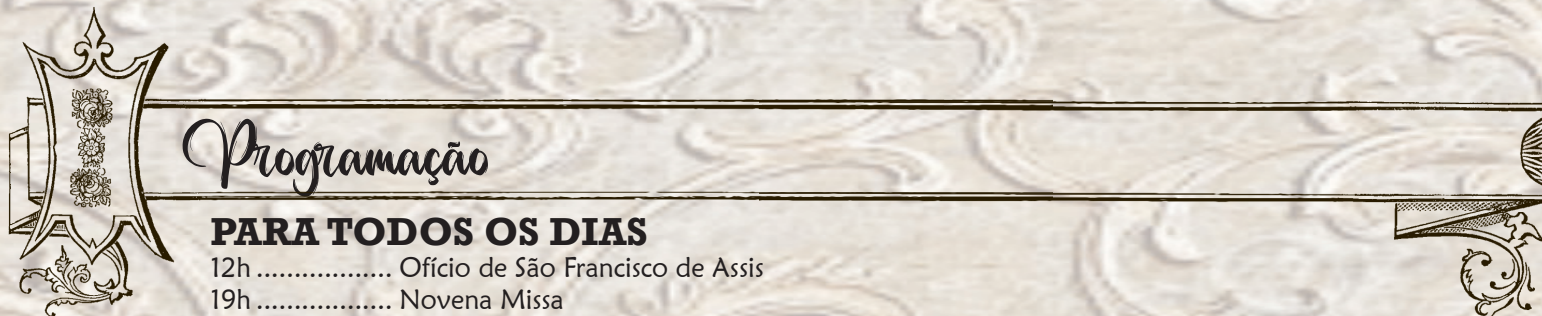 Programação
PARA TODOS OS DIAS
12h ................. Ofício de São Francisco de Assis
19h ................. Novena Missa